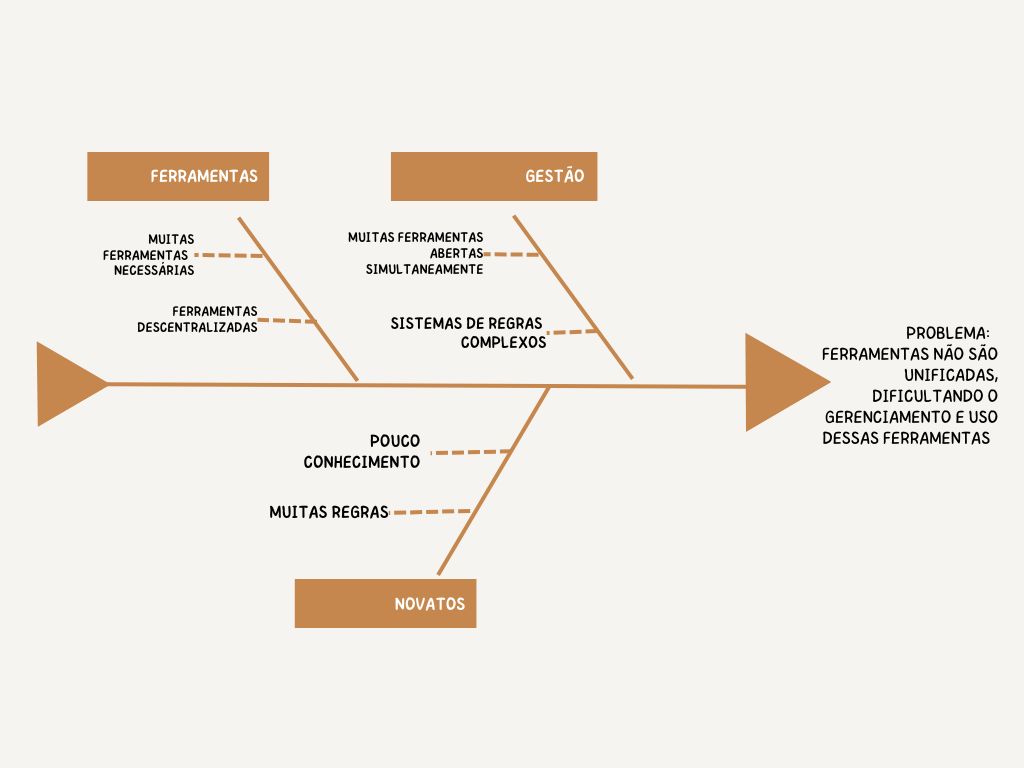 FERRAMENTAS
GESTÃO
MUITAS
FERRAMENTAS
NECESSÁRIAS
FERRAMENTAS
DESCENTRALIZADAS
MUITAS FERRAMENTAS
ABERTAS
SIMULTANEAMENTE
SISTEMAS DE REGRAS
COMPLEXOS
PROBLEMA:
FERRAMENTAS NÃO SÃO
UNIFICADAS,
DIFICULTANDO O
GERENCIAMENTO E USO
DESSAS FERRAMENTAS
POUCO
CONHECIMENTO
MUITAS REGRAS
NOVATOS